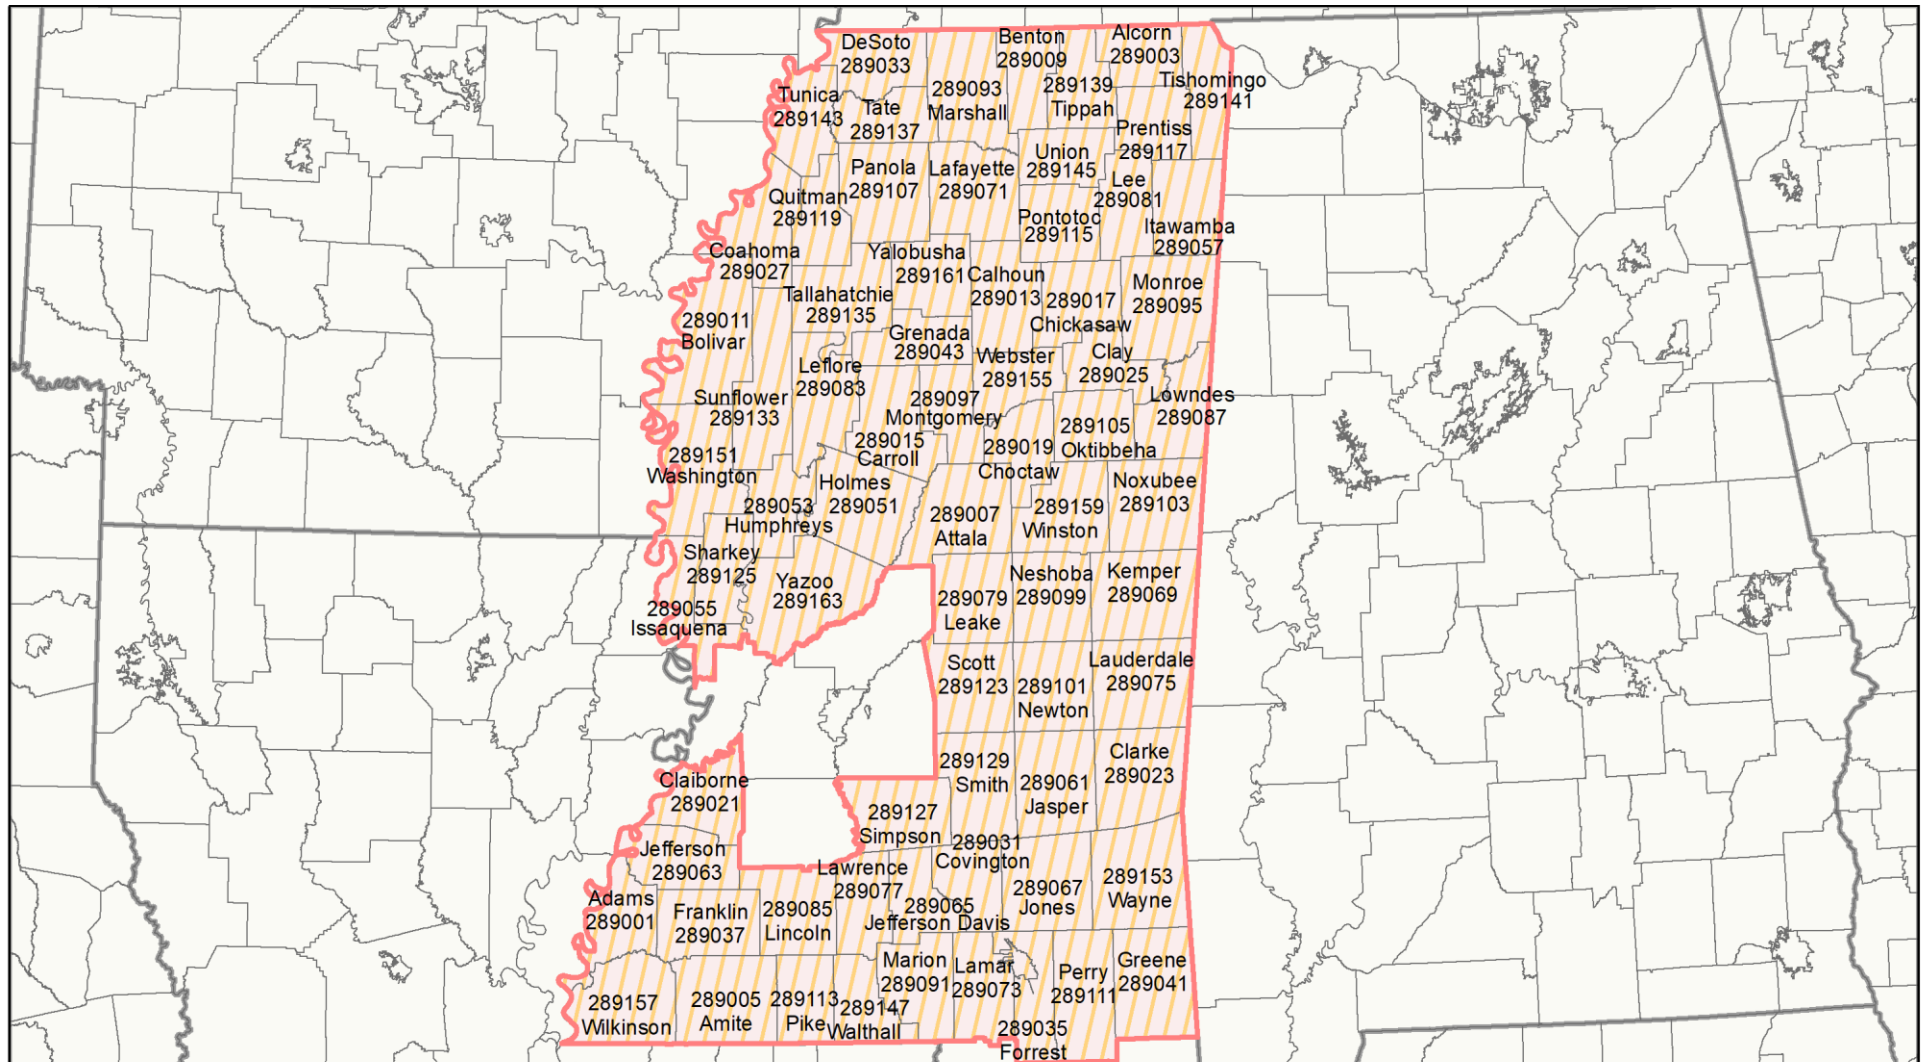 DeSoto
289033
Benton
289009
Alcorn
289003
Tishomingo
289141
Tunica
289143
Tate
289137
289093
Marshall
289139
Tippah
Prentiss
289117
Union
289145
Panola
289107
Lafayette
289071
Lee
289081
Quitman
289119
Pontotoc
289115
Itawamba
289057
Coahoma
289027
Yalobusha
289161
Calhoun
289013
289017
Chickasaw
Monroe
289095
Tallahatchie
289135
289011
Bolivar
Grenada
289043
Webster
289155
Clay
289025
Leflore
289083
Sunflower
289133
289097
Montgomery
Lowndes
289087
289105
Oktibbeha
289015
Carroll
289019
Choctaw
289151
Washington
Holmes
289051
289053
Humphreys
Noxubee
289103
289007
Attala
289159
Winston
Sharkey
289125
Yazoo
289163
Neshoba
289099
Kemper
289069
289079
Leake
289055
Issaquena
Scott
289123
289101
Newton
Lauderdale
289075
Clarke
289023
289129
Smith
289061
Jasper
Claiborne
289021
289127
Simpson
289031
Covington
Jefferson
289063
Lawrence
289077
289067
Jones
289153
Wayne
Adams
289001
Franklin
289037
289085
Lincoln
289065
Jefferson Davis
Marion
289091
Lamar
289073
Perry
289111
Greene
289041
289157
Wilkinson
289005
Amite
289113
Pike
289147
Walthall
289035
Forrest